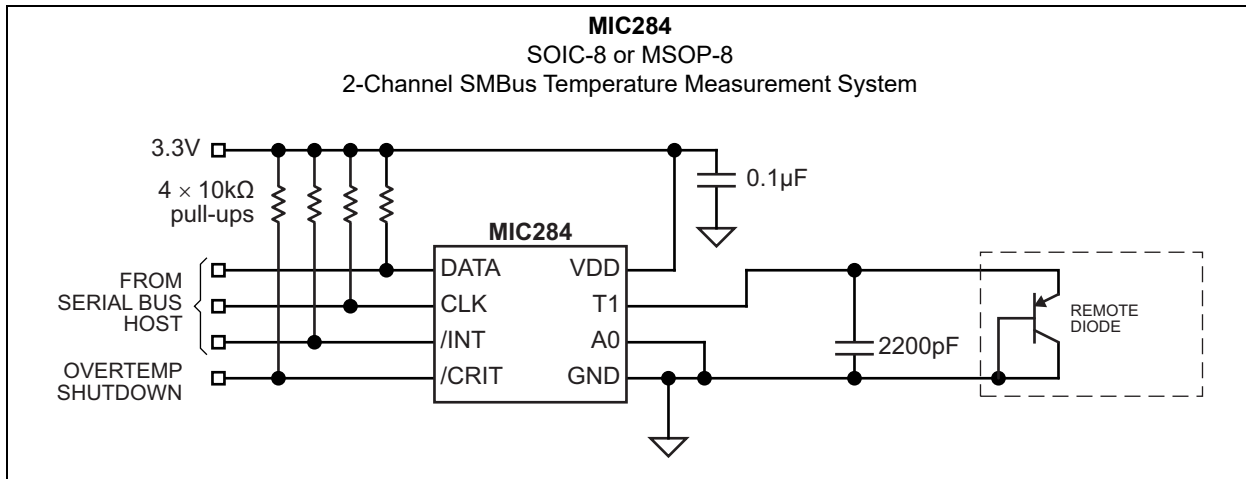 MIC284
SOIC-8 or MSOP-8
2-Channel SMBus Temperature Measurement System
3.3V
4 × 10kΩ
pull-ups
0.1µF
MIC284
FROM
SERIAL BUS
HOST
OVERTEMP
SHUTDOWN
DATA
CLK
/INT
/CRIT
VDD
T1
A0
GND
2200pF
REMOTE
DIODE